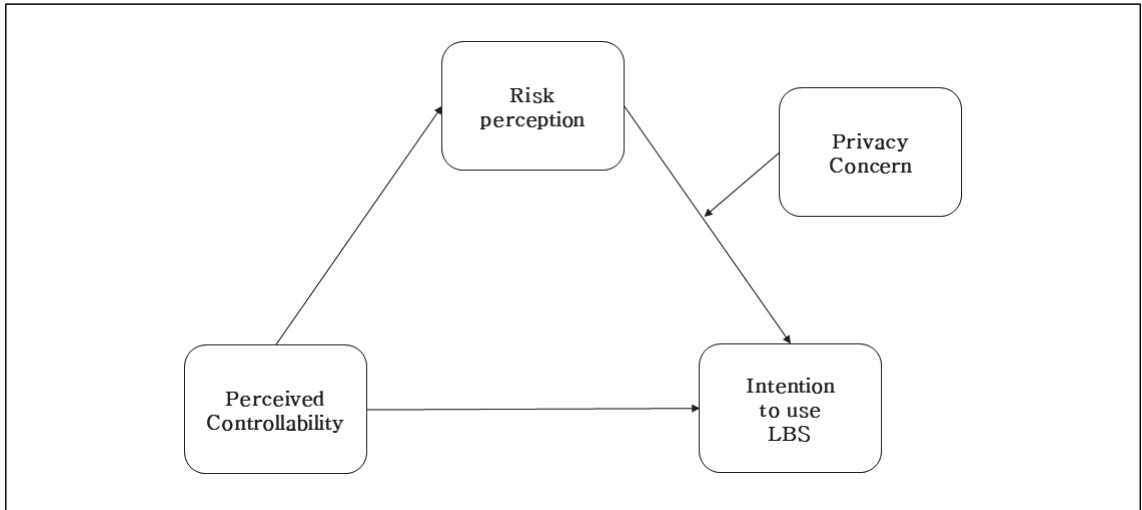 Risk
perception
Privacy
Concern
Perceived
Controllability
Intention
to use
LBS